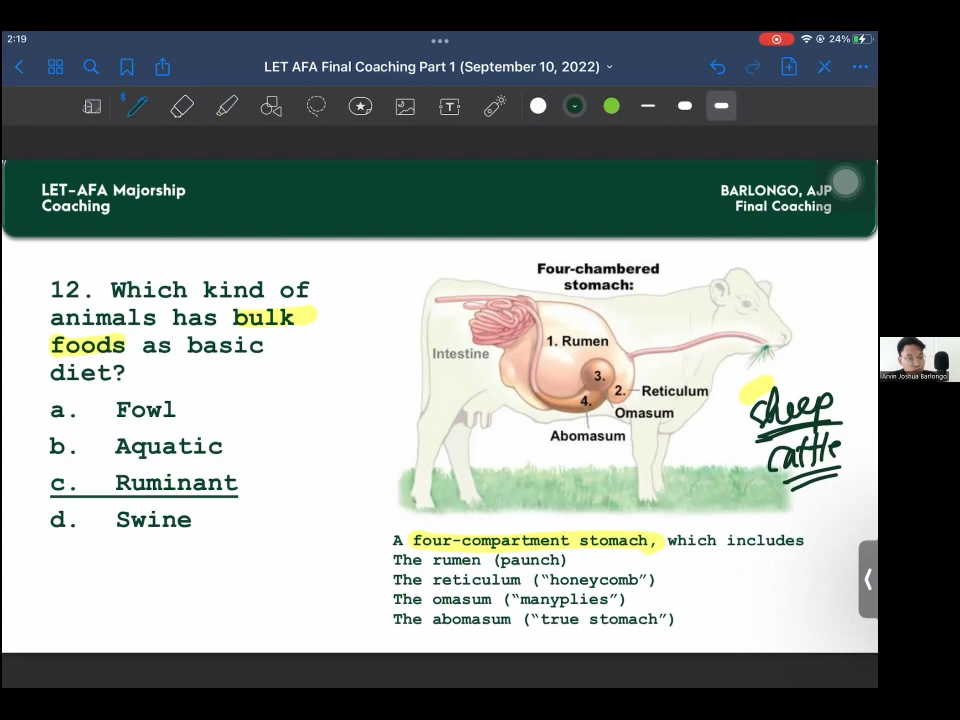 2:19
24%
LET AFA Final Coaching Part 1 (September 10, 2022)
LET-AFA Majorship
Coaching
BARLONGO, AJP
Final Coaching
12. Which kind of
animals has bulk
foods as basic
diet?
a. Fowl
b. Aquatic
c. Ruminant
d. Swine
Four-chambered
stomach:
Intestine
1. Rumen
3.
2.
Reticulum
4.
Omasum
Abomasum
sheep
cattle
A four-compartment stomach, which includes
The rumen (paunch)
The reticulum (“honeycomb”)
The omasum (“manyplies”)
The abomasum (“true stomach”)
Arvin Joshua Barlongo